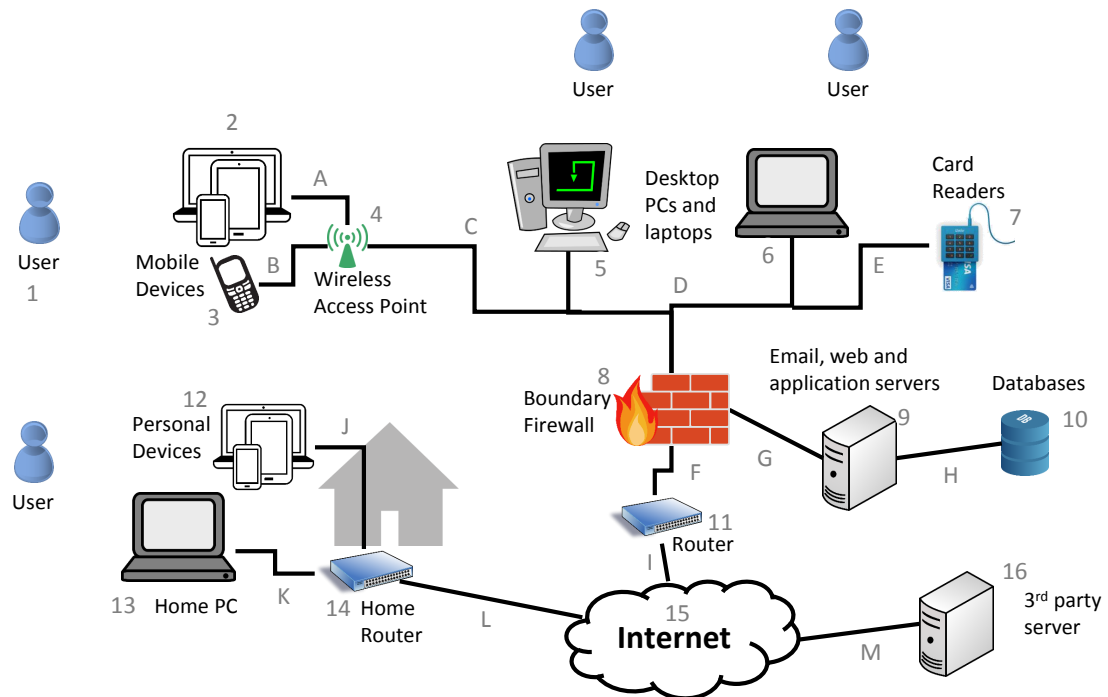 User
User
2
A
4
C
Desktop
PCs and
laptops
Card
Readers
7
User
1
Mobile
Devices
3
B
Wireless
Access Point
5
D
6
E
VISA
8
Boundary
Firewall
Email, web and
application servers
9
Databases
DB
10
12
Personal
Devices
J
User
F
G
H
11
Router
I
13
Home PC
K
14
Home
Router
L
15
Internet
M
16
3rd party
server